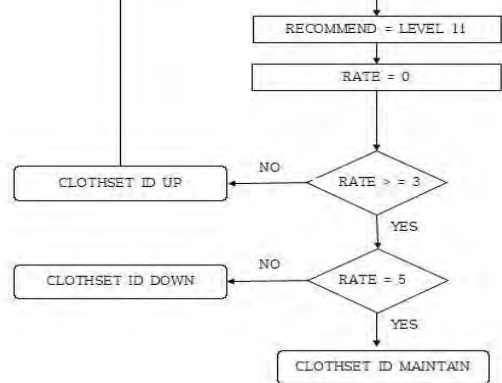 RECOMMEND = LEVEL 11
RATE = 0
NO
CLOTHSET ID UP
RATE > = 3
YES
NO
CLOTHSET ID DOWN
RATE = 5
YES
CLOTHSET ID MAINTAIN